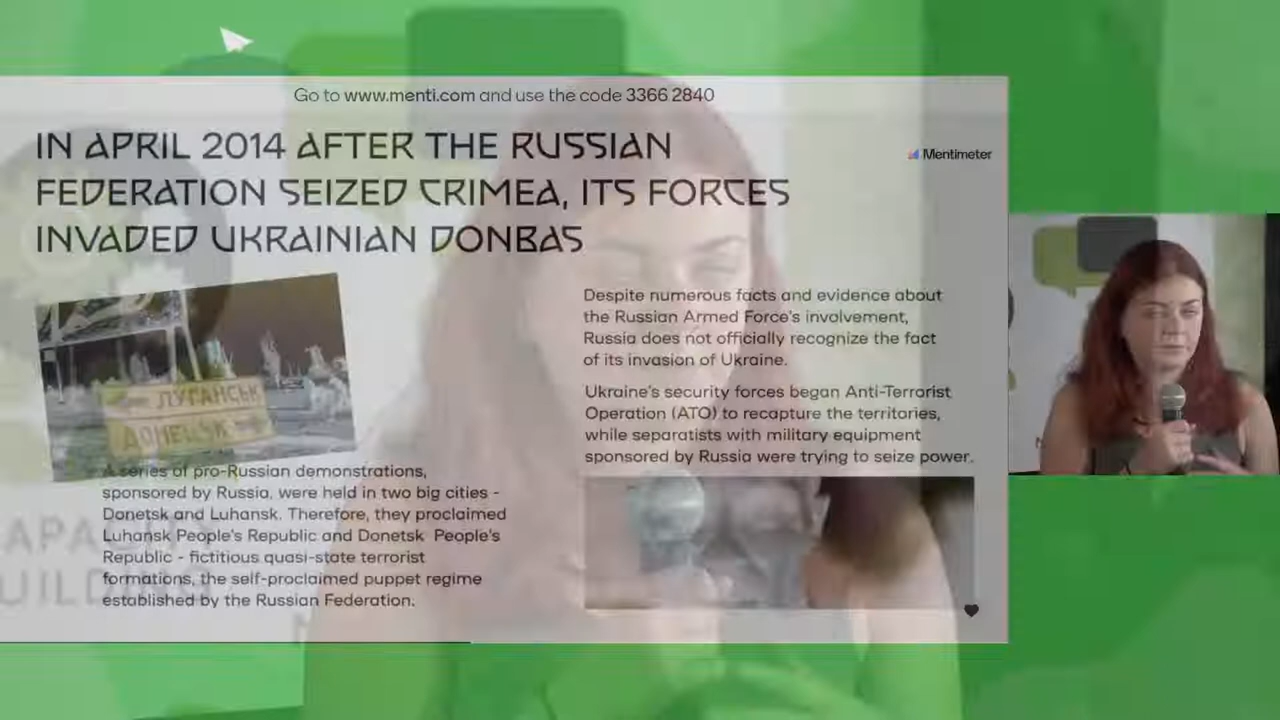 Go to www.menti.com and use the code 3366 2840
IN APRIL 2014 AFTER THE RUSSIAN
FEDERATION SEIZED CRIMEA, ITS FORCES
INVADED UKRAINIAN DONBAS
Mentimeter
ЛУГАНСЬК
ДОНЕЦЬК
A series of pro-Russian demonstrations,
sponsored by Russia, were held in two big cities -
Donetsk and Luhansk. Therefore, they proclaimed
Luhansk People's Republic and Donetsk People's
Republic - fictitious quasi-state terrorist
formations, the self-proclaimed puppet regime
established by the Russian Federation.
Despite numerous facts and evidence about
the Russian Armed Force's involvement,
Russia does not officially recognize the fact
of its invasion of Ukraine.
Ukraine's security forces began Anti-Terrorist
Operation (ATO) to recapture the territories,
while separatists with military equipment
sponsored by Russia were trying to seize power.